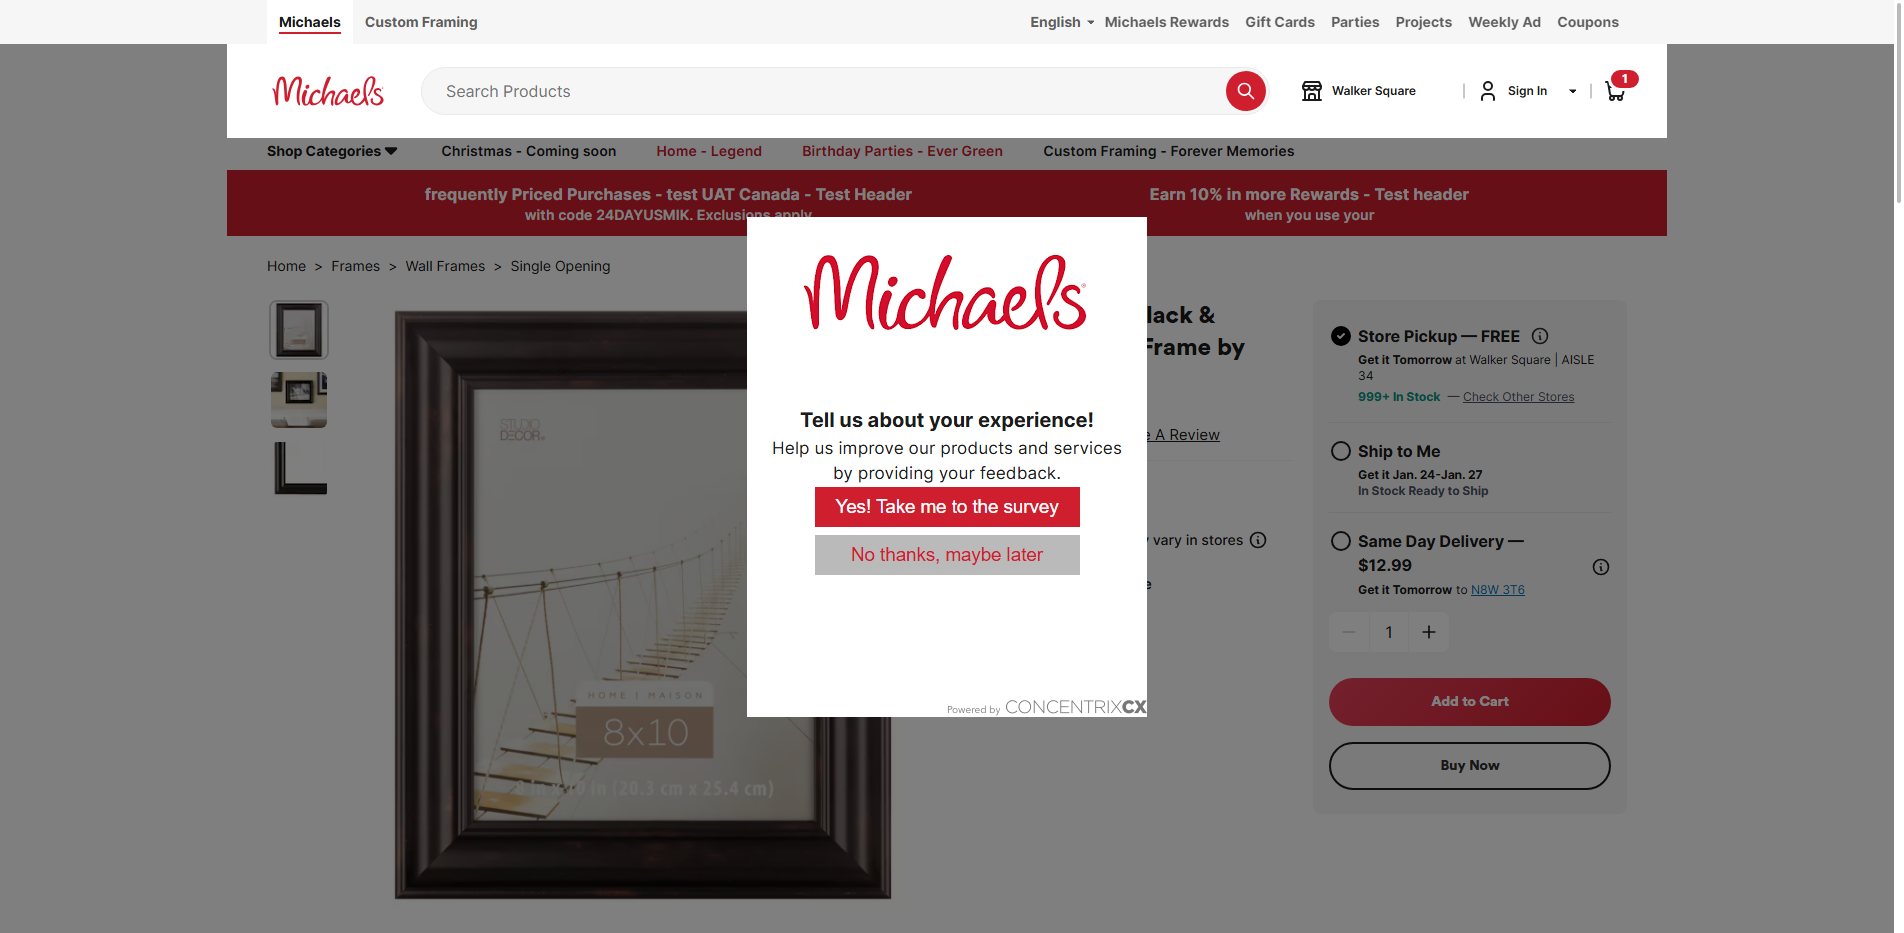 Michaels
Custom Framing
English
Michaels Rewards
Gift Cards
Parties
Projects
Weekly Ad
Coupons
Michaels
Search Products
Walker Square
Sign In
1
Shop Categories
Christmas - Coming soon
Home - Legend
Birthday Parties - Ever Green
Custom Framing - Forever Memories
frequently Priced Purchases - test UAT Canada - Test Header
with code 24DAYUSMIK. Exclusions apply
Earn 10% in more Rewards - Test header
when you use your
Home > Frames > Wall Frames > Single Opening
STUDIO
DECOR
HOME | MAISON
8x10
8 in x 10 in (20.3 cm x 25.4 cm)
Michaels
Tell us about your experience!
Help us improve our products and services
by providing your feedback.
Yes! Take me to the survey
No thanks, maybe later
Powered by CONCENTRIXCX
lack &
Frame by
A Review
vary in stores
Store Pickup — FREE
Get it Tomorrow at Walker Square | AISLE
34
999+ In Stock — Check Other Stores
Ship to Me
Get it Jan. 24-Jan. 27
In Stock Ready to Ship
Same Day Delivery —
$12.99
Get it Tomorrow to N8W 3T6
1
Add to Cart
Buy Now